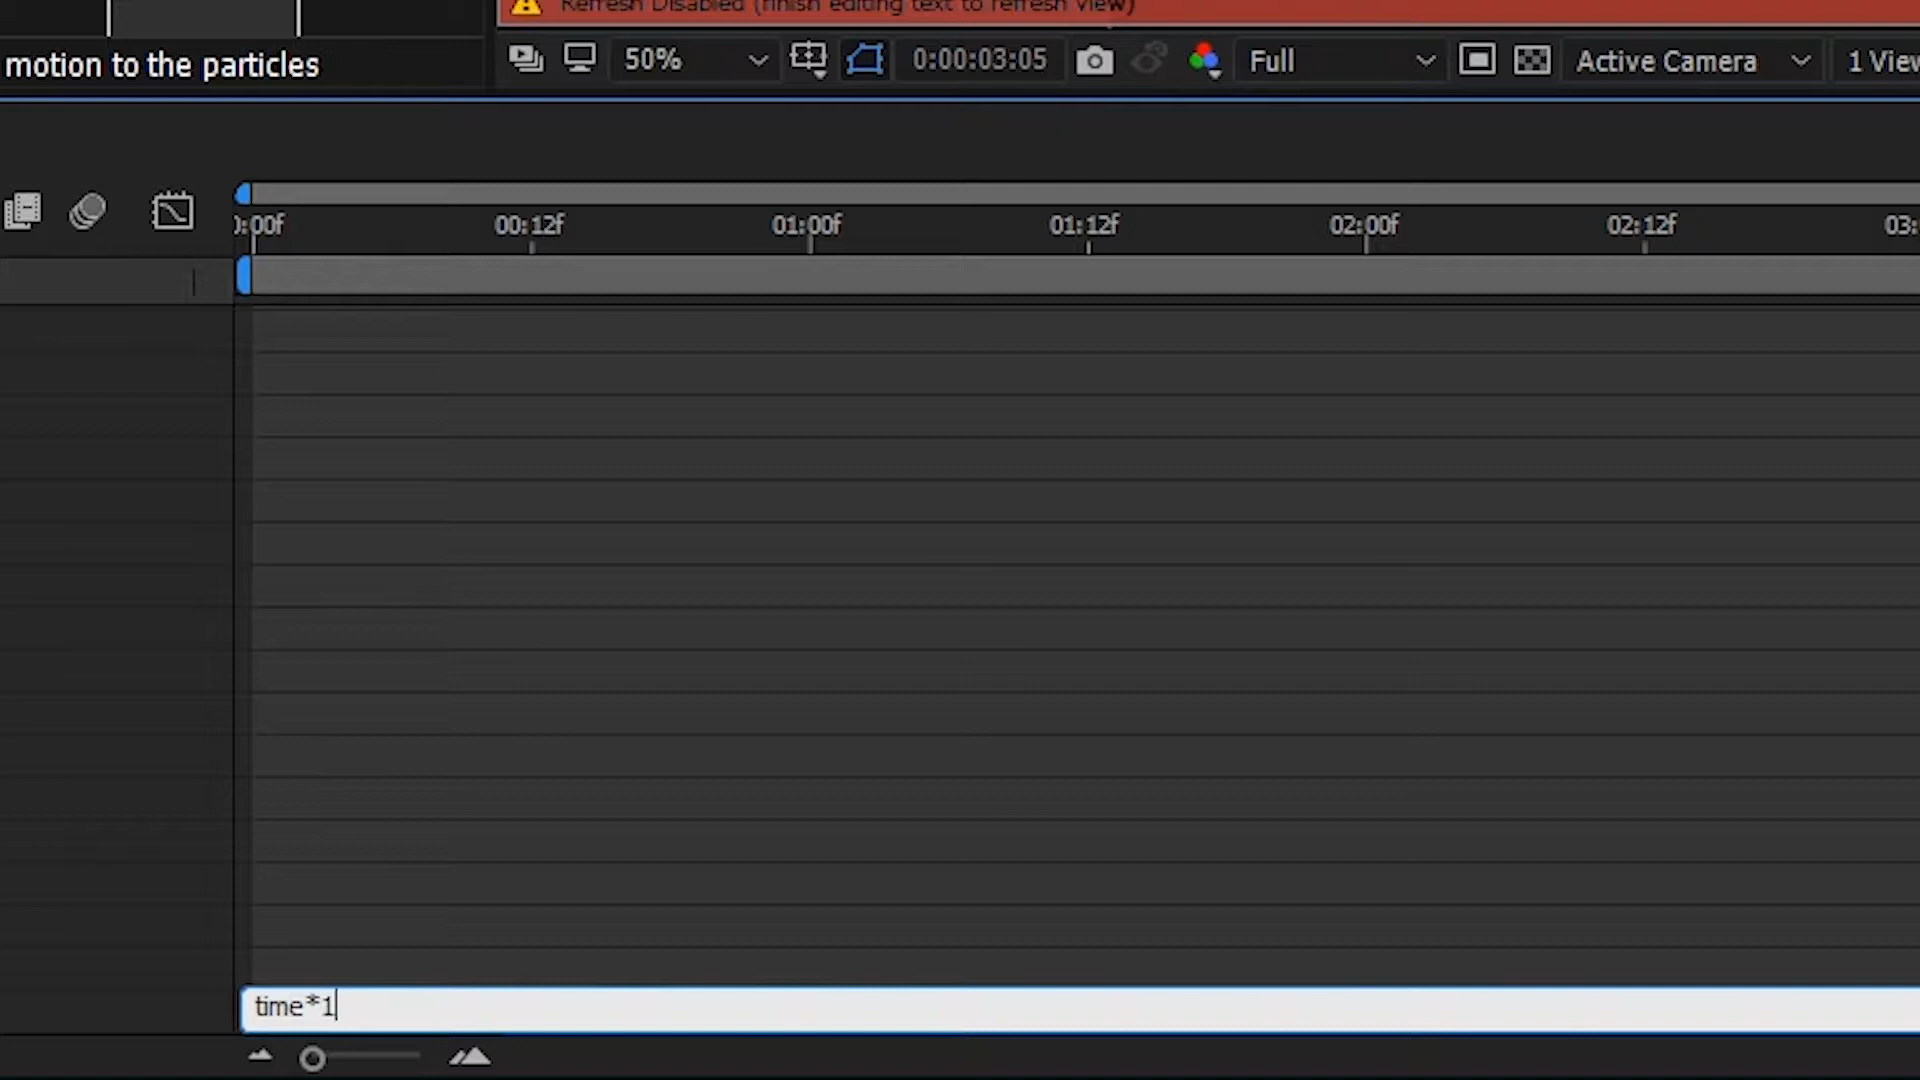 Refresh Disabled (finish editing text to refresh view)
motion to the particles
50%
0:00:03:05
Full
Active Camera
1 View
):00f
00:12f
01:00f
01:12f
02:00f
02:12f
03:
time*1